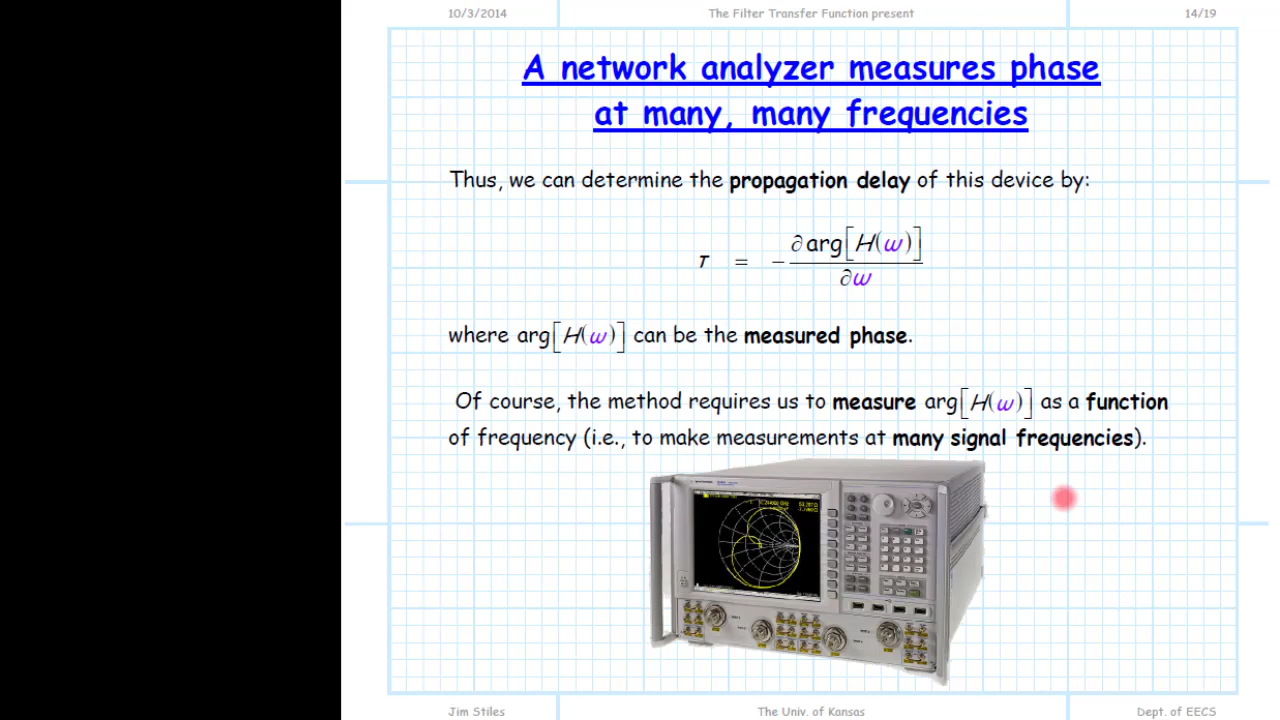 10/3/2014 The Filter Transfer Function present 14/19
A network analyzer measures phase
at many, many frequencies
Thus, we can determine the propagation delay of this device by:
τ = − ∂ arg[H(ω)] / ∂ω
where arg[H(ω)] can be the measured phase.
Of course, the method requires us to measure arg[H(ω)] as a function
of frequency (i.e., to make measurements at many signal frequencies).
Jim Stiles The Univ. of Kansas Dept. of EECS